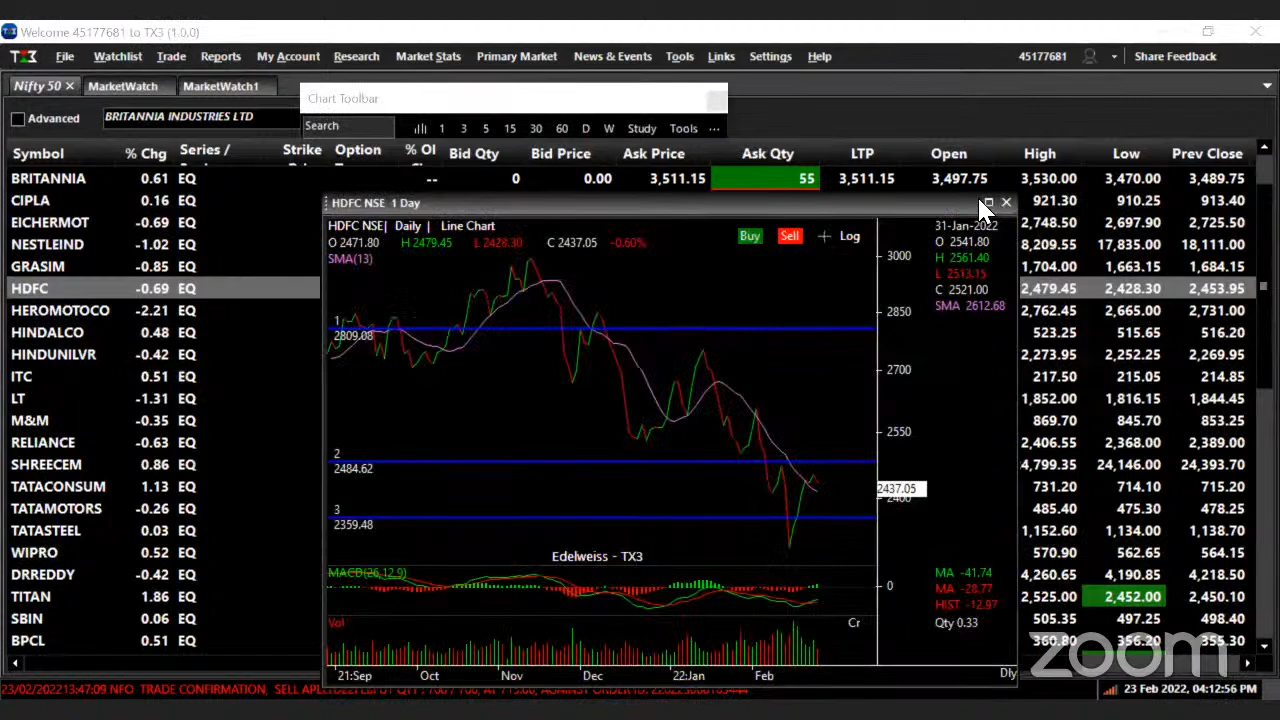 Welcome 45177681 to TX3 (1.0.0)
TX3 File Watchlist Trade Reports My Account Research Market Stats Primary Market News & Events Tools Links Settings Help 45177681 Share Feedback
Nifty 50 MarketWatch MarketWatch1
Chart Toolbar
Advanced BRITANNIA INDUSTRIES LTD
Search 1 3 5 15 30 60 D W Study Tools ...
Symbol % Chg Series / Strike Option % OI Bid Qty Bid Price Ask Price Ask Qty LTP Open High Low Prev Close
BRITANNIA 0.61 EQ -- 0 0.00 3,511.15 55 3,511.15 3,497.75 3,530.00 3,470.00 3,489.75
CIPLA 0.16 EQ 921.30 910.25 913.40
EICHERMOT -0.69 EQ 2,748.50 2,697.90 2,725.50
NESTLEIND -1.02 EQ 8,209.55 17,835.00 18,111.00
GRASIM -0.85 EQ 1,704.00 1,663.15 1,684.15
HDFC -0.69 EQ 2,479.45 2,428.30 2,453.95
HEROMOTOCO -2.21 EQ 2,762.45 2,665.00 2,731.00
HINDALCO 0.48 EQ 523.25 515.65 516.20
HINDUNILVR -0.42 EQ 2,273.95 2,252.25 2,269.95
ITC 0.51 EQ 217.50 215.05 214.85
LT -1.31 EQ 1,852.00 1,816.15 1,844.45
M&M -0.35 EQ 869.70 845.70 853.25
RELIANCE -0.63 EQ 2,406.55 2,368.00 2,389.00
SHREECEM 0.86 EQ 4,799.35 24,146.00 24,393.70
TATACONSUM 1.13 EQ 731.20 714.10 715.20
TATAMOTORS -0.26 EQ 485.40 475.30 478.25
TATASTEEL 0.03 EQ 1,152.60 1,134.00 1,138.70
WIPRO 0.52 EQ 570.90 562.65 564.15
DRREDDY -0.42 EQ 4,260.65 4,190.85 4,218.50
TITAN 1.86 EQ 2,525.00 2,452.00 2,450.10
SBIN 0.06 EQ 505.35 497.25 498.40
BPCL 0.51 EQ 360.80 356.20 355.30
HDFC NSE 1 Day
HDFC NSE| Daily | Line Chart
O 2471.80 H 2479.45 L 2428.30 C 2437.05 -0.60%
SMA(13)
Buy Sell Log
31-Jan-2022
O 2541.80
H 2561.40
L 2513.15
C 2521.00
SMA 2612.68
3000
2850
2700
2550
2400
2437.05
1
2809.08
2
2484.62
3
2359.48
Edelweiss - TX3
MACD(26,12,9)
0
MA -41.74
MA -28.77
HIST -12.97
Vol Cr Qty 0.33
21:Sep Oct Nov Dec 22:Jan Feb Dly
zoom
23/02/2022 13:47:09 NFO TRADE CONFIRMATION,
23 Feb 2022, 04:12:56 PM